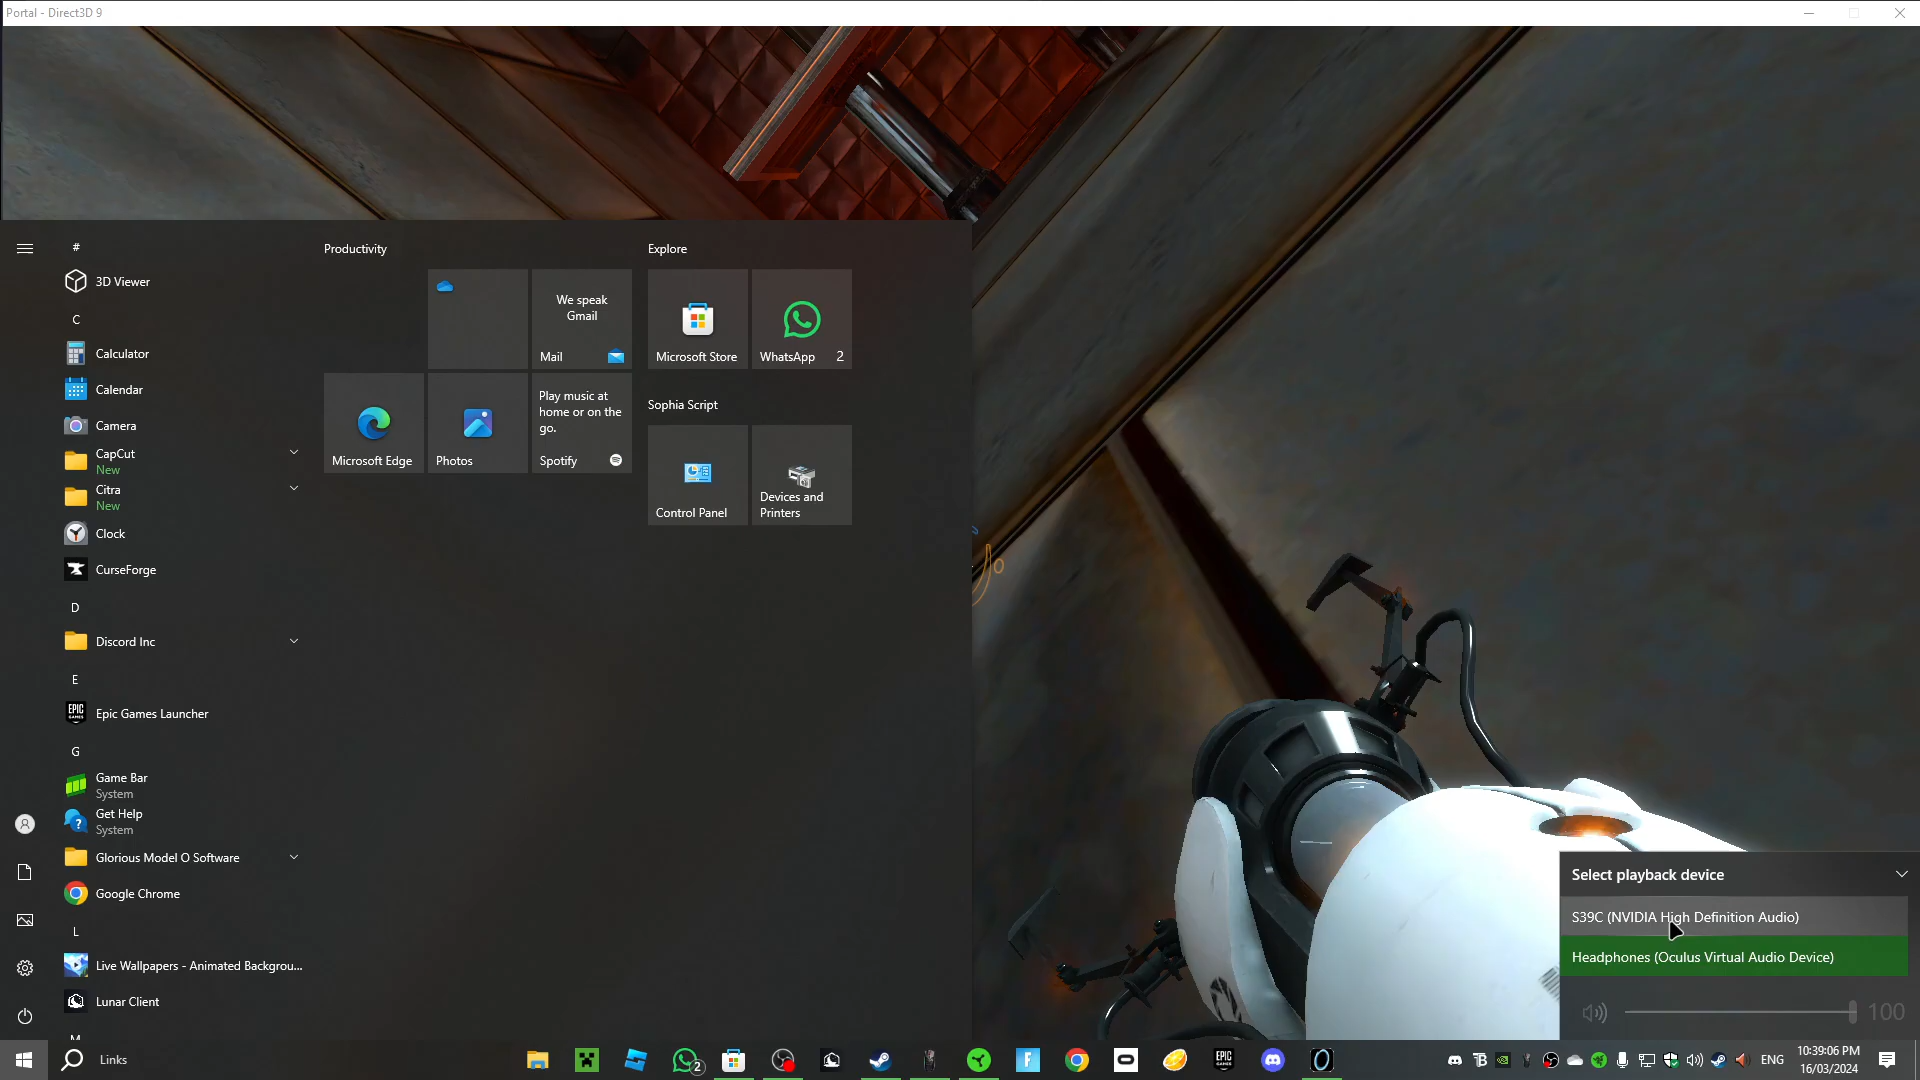 Portal - Direct3D 9
#
3D Viewer
C
Calculator
Calendar
Camera
CapCut
New
Citra
New
Clock
CurseForge
D
Discord Inc
E
Epic Games Launcher
G
Game Bar
System
Get Help
System
Glorious Model O Software
Google Chrome
L
Live Wallpapers - Animated Backgrou...
Lunar Client
M
Productivity
We speak
Gmail
Mail
Microsoft Edge
Photos
Play music at
home or on the
go.
Spotify
Explore
Microsoft Store
WhatsApp 2
Sophia Script
Control Panel
Devices and
Printers
Select playback device
S39C (NVIDIA High Definition Audio)
Headphones (Oculus Virtual Audio Device)
100
Links
2
EPIC
GAMES
ENG
10:39:06 PM
16/03/2024